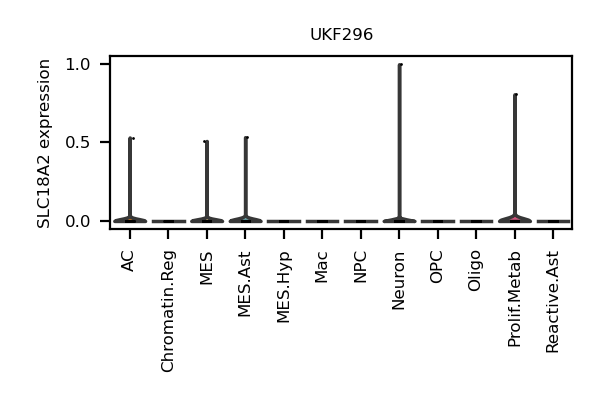 UKF296
SLC18A2 expression
1.0
0.5
0.0
AC
Chromatin.Reg
MES
MES.Ast
MES.Hyp
Mac
NPC
Neuron
OPC
Oligo
Prolif.Metab
Reactive.Ast